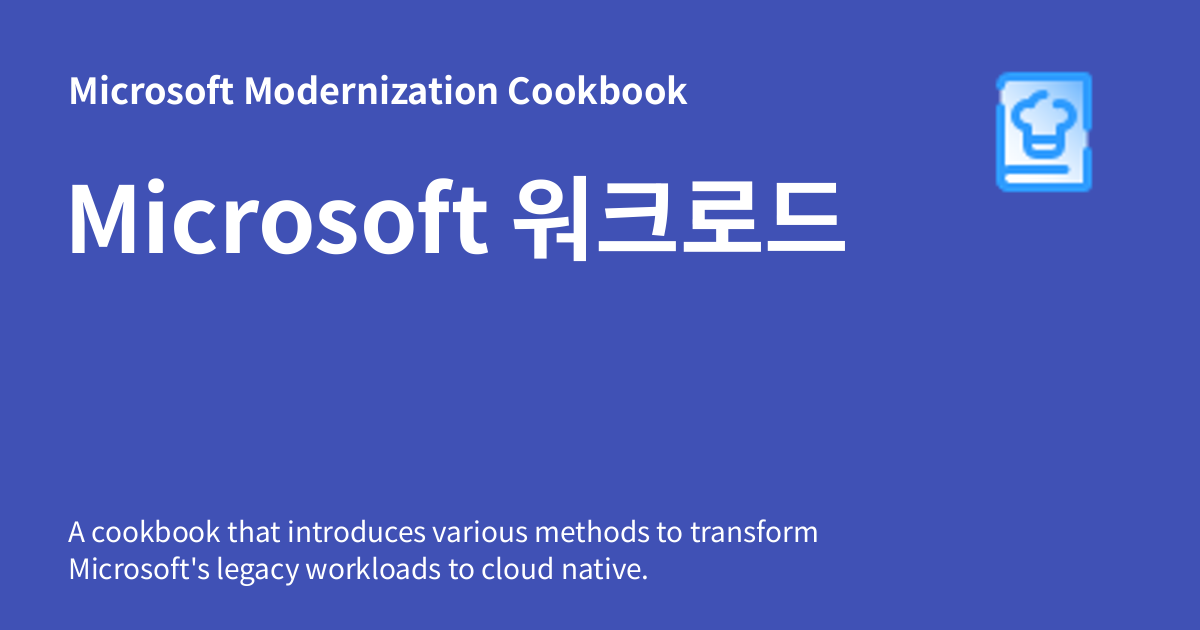 Microsoft Modernization Cookbook
Microsoft 워크로드
A cookbook that introduces various methods to transform
Microsoft's legacy workloads to cloud native.